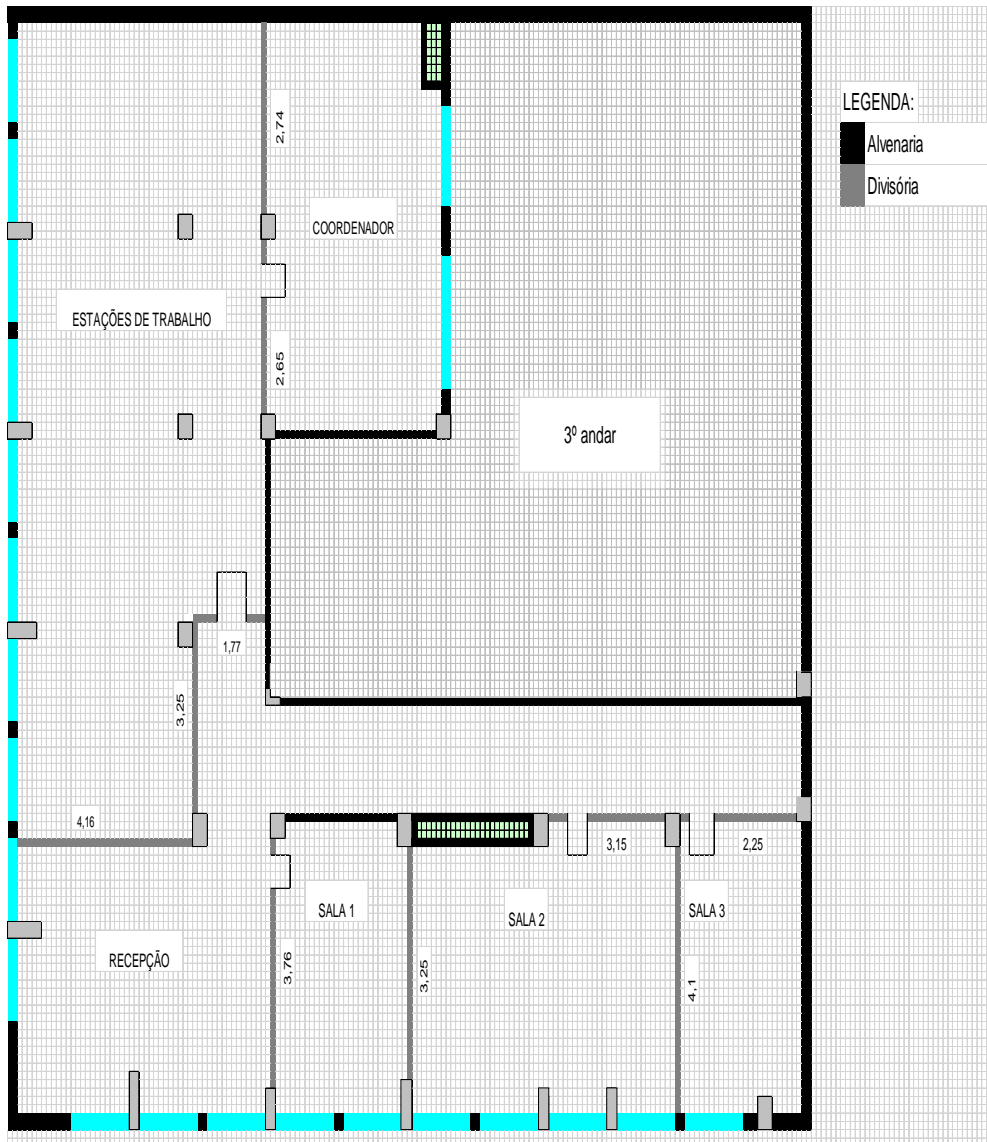 LEGENDA:
Alvenaria
Divisória
2,74
COORDENADOR
ESTAÇÕES DE TRABALHO
2,65
3º andar
1,77
3,25
4,16
3,15
2,25
SALA 1
SALA 2
SALA 3
RECEPÇÃO
3,76
3,25
4,1